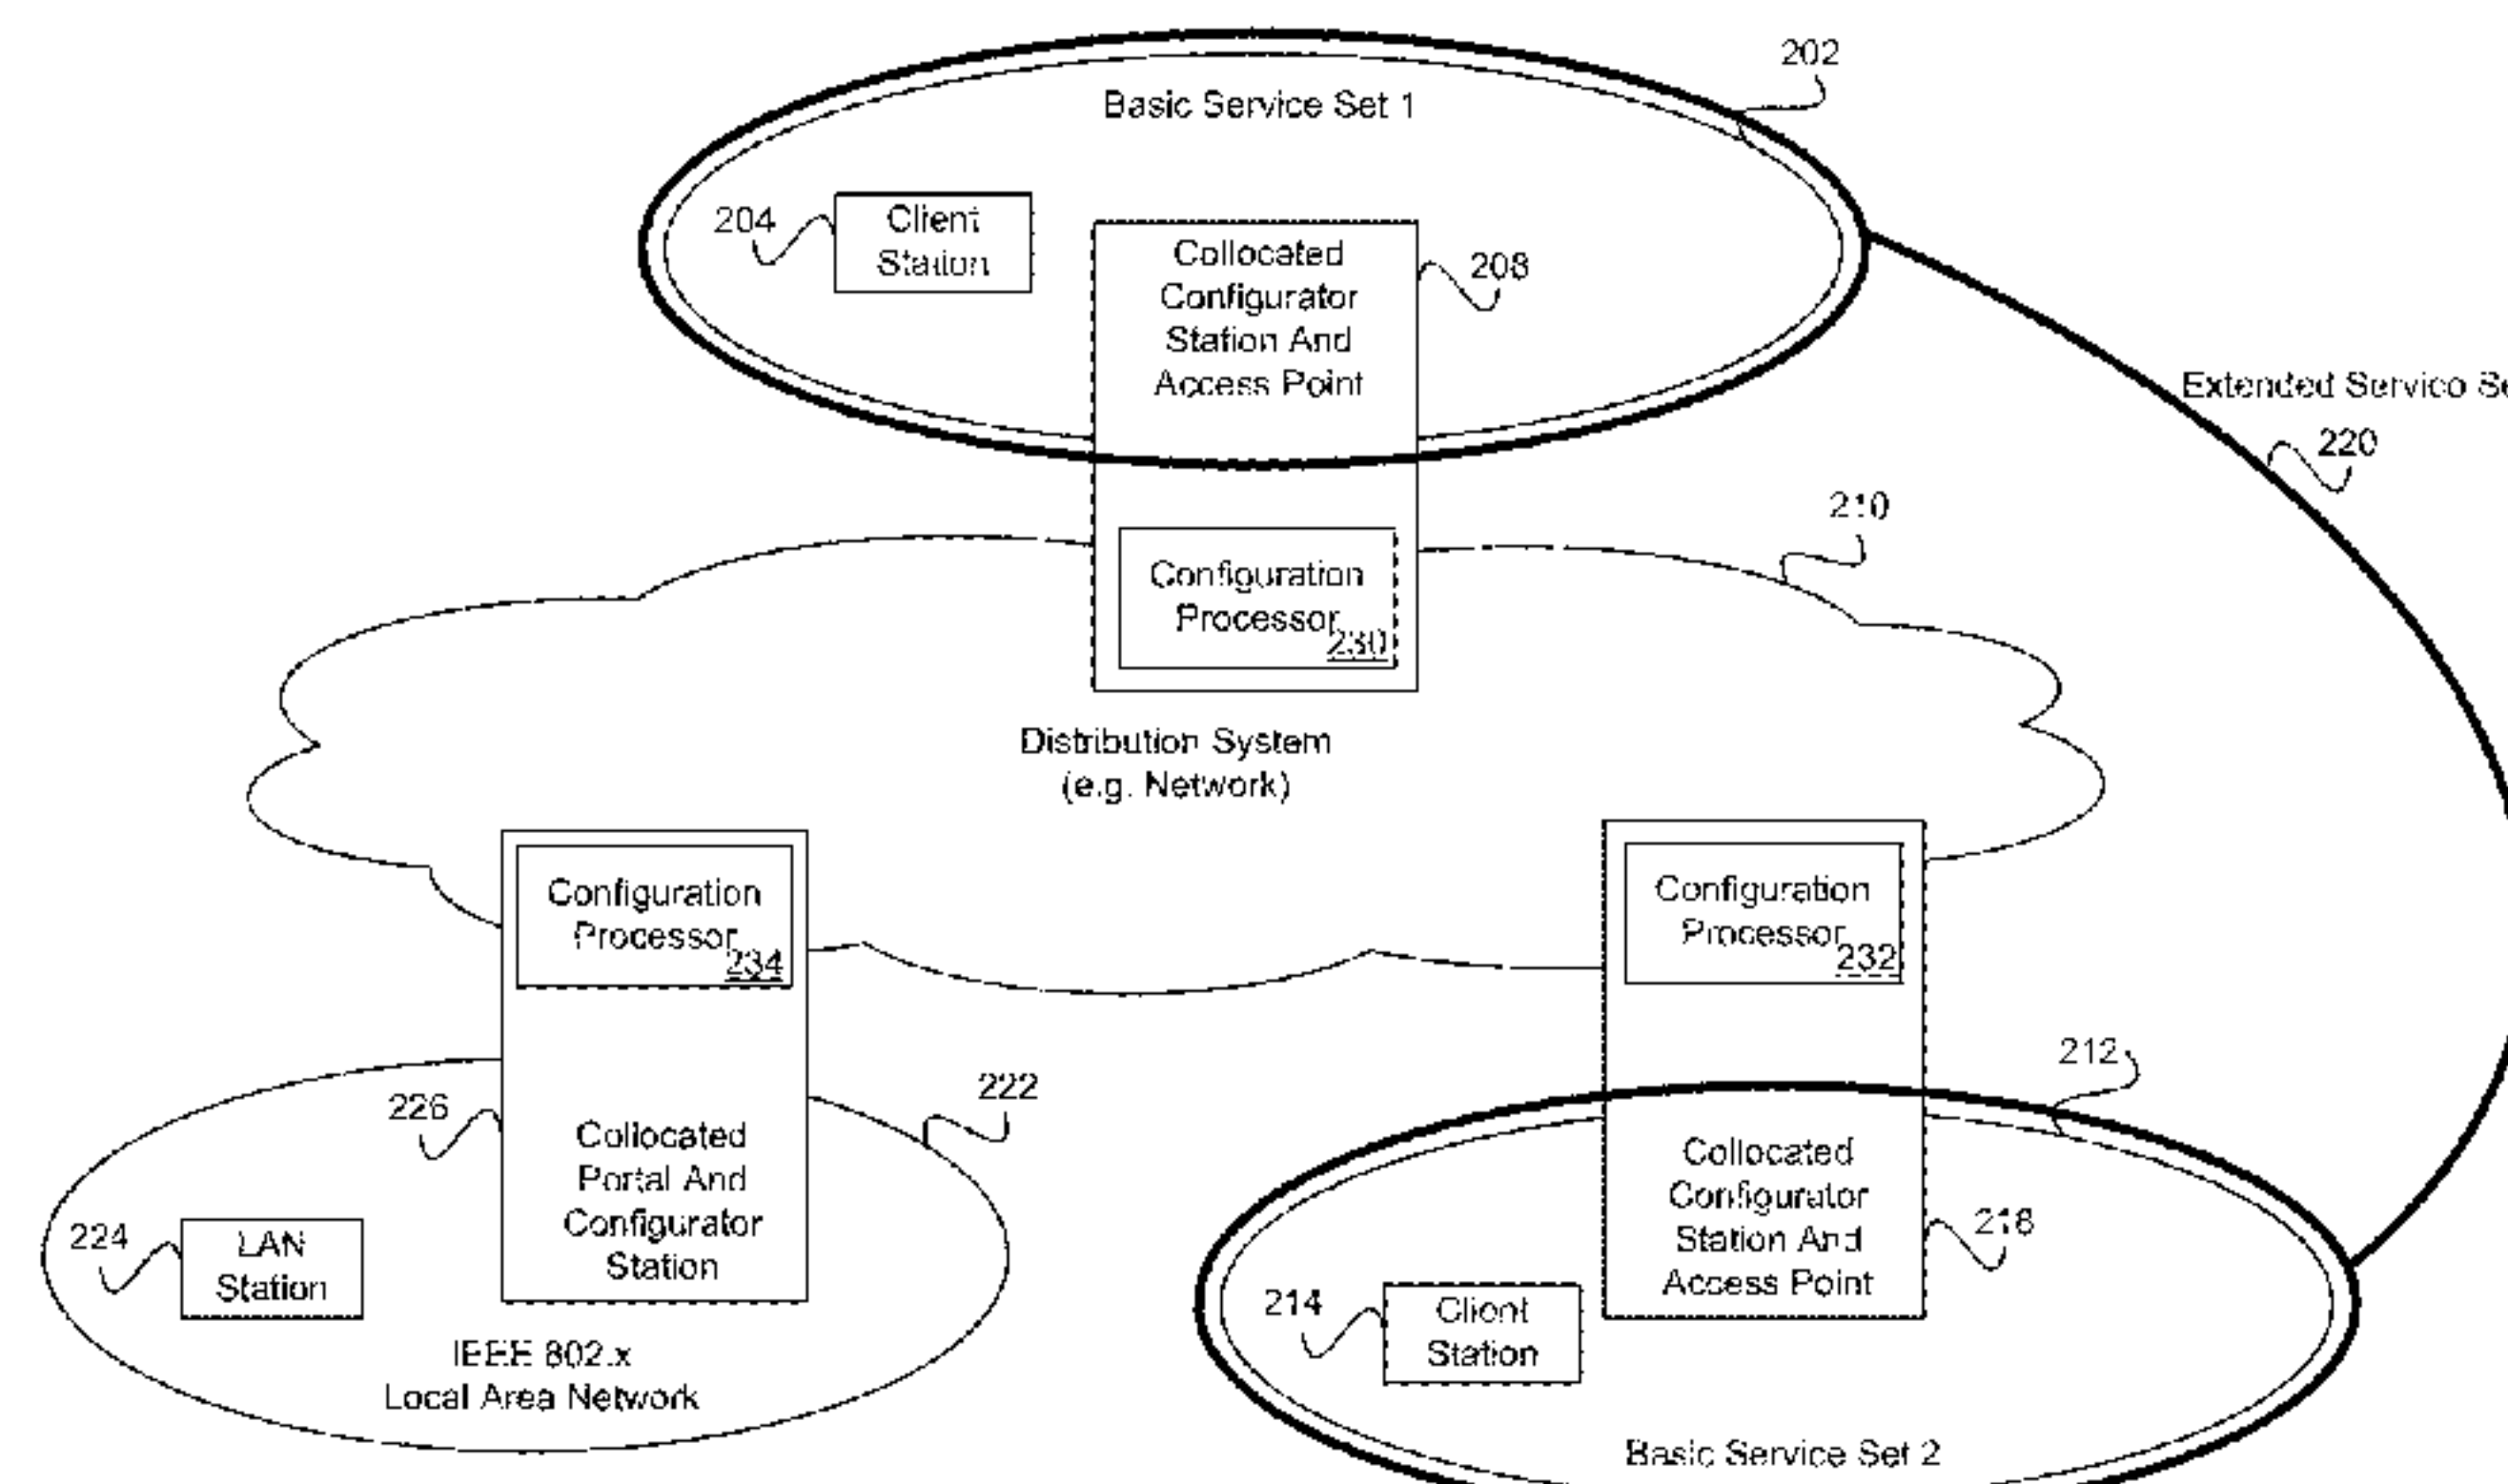 202
Basic Service Set 1
204
Client
Station
Collocated
Configurator
Station And
Access Point
208
Extended Service Se
220
210
Configuration
Processor
230
Distribution System
(e.g. Network)
Configuration
Processor
234
Configuration
Processor
232
212
222
226
Collocated
Portal And
Configurator
Station
Collocated
Configurator
Station And
Access Point
218
224
LAN
Station
214
Client
Station
IEEE 802.x
Local Area Network
Basic Service Set 2